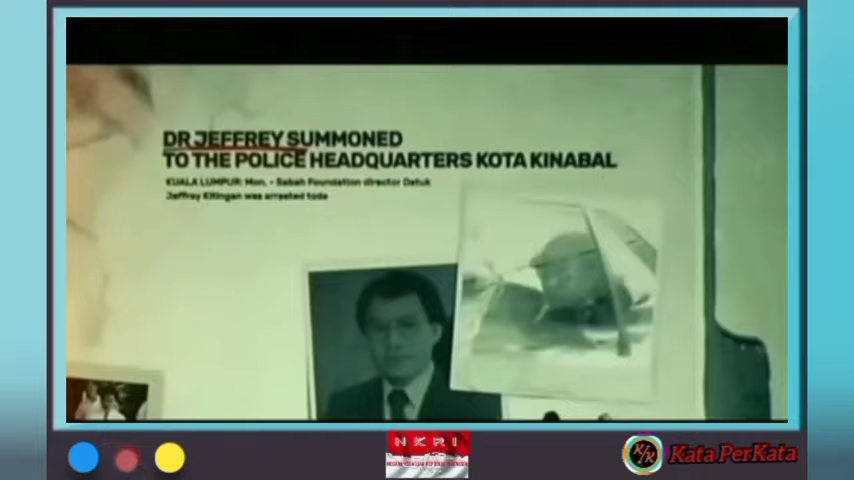 DR JEFFREY SUMMONED
TO THE POLICE HEADQUARTERS KOTA KINABAL
KUALA LUMPUR: Mon. - Sabah Foundation director Datuk
Jeffrey Kitingan was arrested toda
NKRI
K/K
Kata PerKata